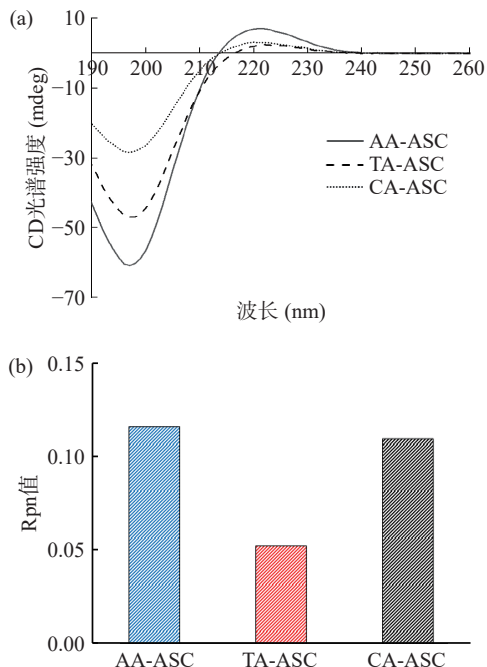 (a)
10
190 200 210 220 230 240 250 260
−10
−30
−50
−70
CD光谱强度 (mdeg)
AA-ASC
TA-ASC
CA-ASC
波长 (nm)
(b)
0.15
0.10
0.05
0.00
Rpn值
AA-ASC TA-ASC CA-ASC